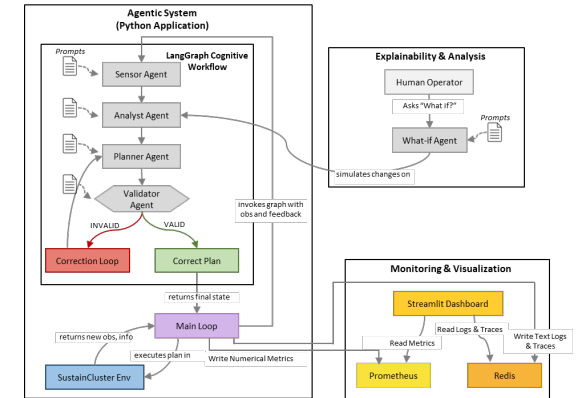 Agentic System
(Python Application)
Prompts
LangGraph Cognitive
Workflow
Sensor Agent
Analyst Agent
Planner Agent
Validator
Agent
INVALID
VALID
Correction Loop
Correct Plan
invokes graph with
obs and feedback
returns final state
Main Loop
returns new obs, info
executes plan in
Write Numerical Metrics
SustainCluster Env
Explainability & Analysis
Human Operator
Asks "What if?"
Prompts
What-if Agent
simulates changes on
Monitoring & Visualization
Streamlit Dashboard
Read Logs & Traces
Read Metrics
Write Text Logs
& Traces
Prometheus
Redis